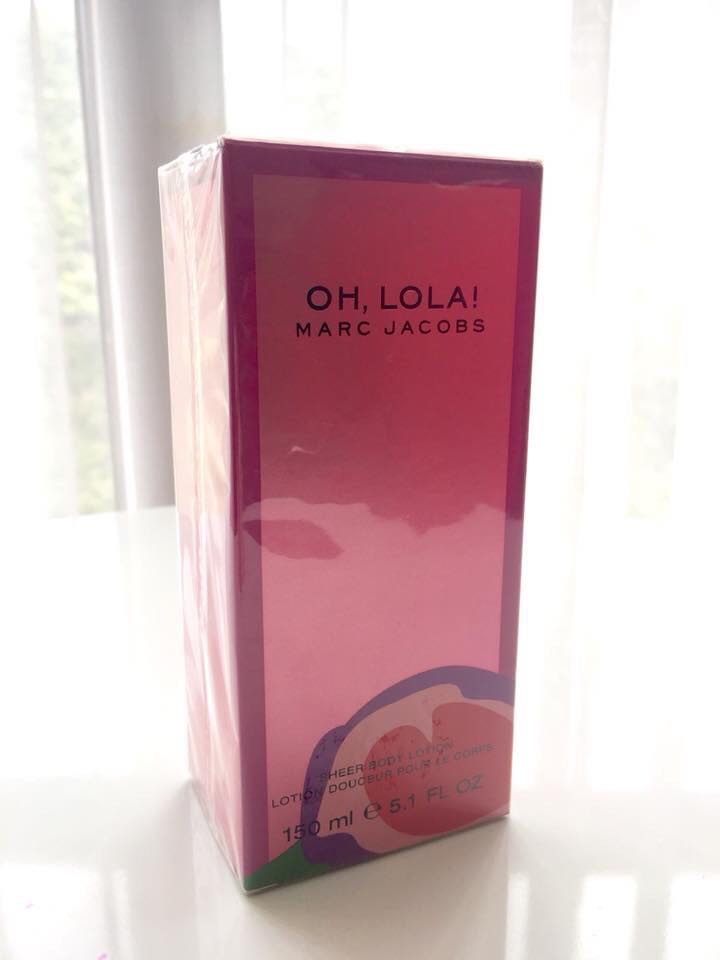 OH, LOLA!
MARC JACOBS
SHEER BODY LOTION
LOTION DOUCEUR POUR LE CORPS
150 ml ℮ 5.1 FL OZ